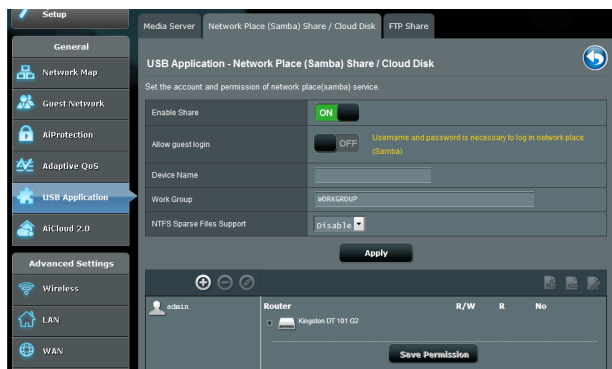 Setup
General
Network Map
Guest Network
AiProtection
Adaptive QoS
USB Application
AiCloud 2.0
Advanced Settings
Wireless
LAN
WAN
Media Server
Network Place (Samba) Share / Cloud Disk
FTP Share
USB Application - Network Place (Samba) Share / Cloud Disk
Set the account and permission of network place(samba) service.
Enable Share
ON
Allow guest login
OFF
Username and password is necessary to log in network place
(Samba)
Device Name
Work Group
WORKGROUP
NTFS Sparse Files Support
Disable
Apply
admin
Router
R/W
R
No
Kingston DT 101 G2
Save Permission